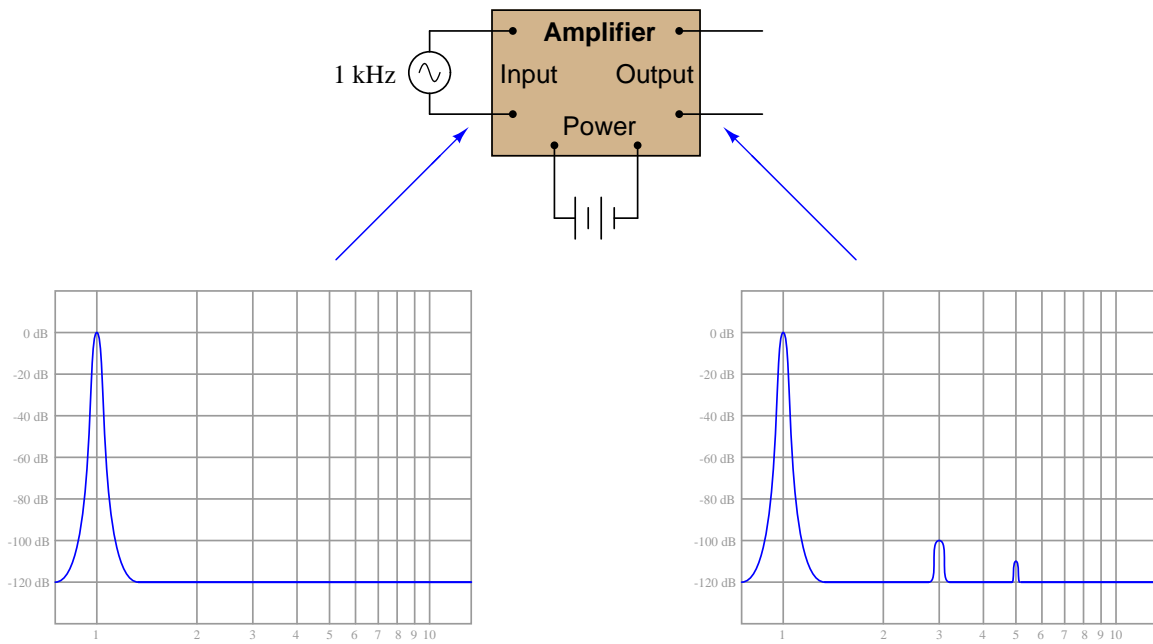 Amplifier
1 kHz
Input Output
Power
0 dB
-20 dB
-40 dB
-60 dB
-80 dB
-100 dB
-120 dB
1 2 3 4 5 6 7 8 9 10
0 dB
-20 dB
-40 dB
-60 dB
-80 dB
-100 dB
-120 dB
1 2 3 4 5 6 7 8 9 10